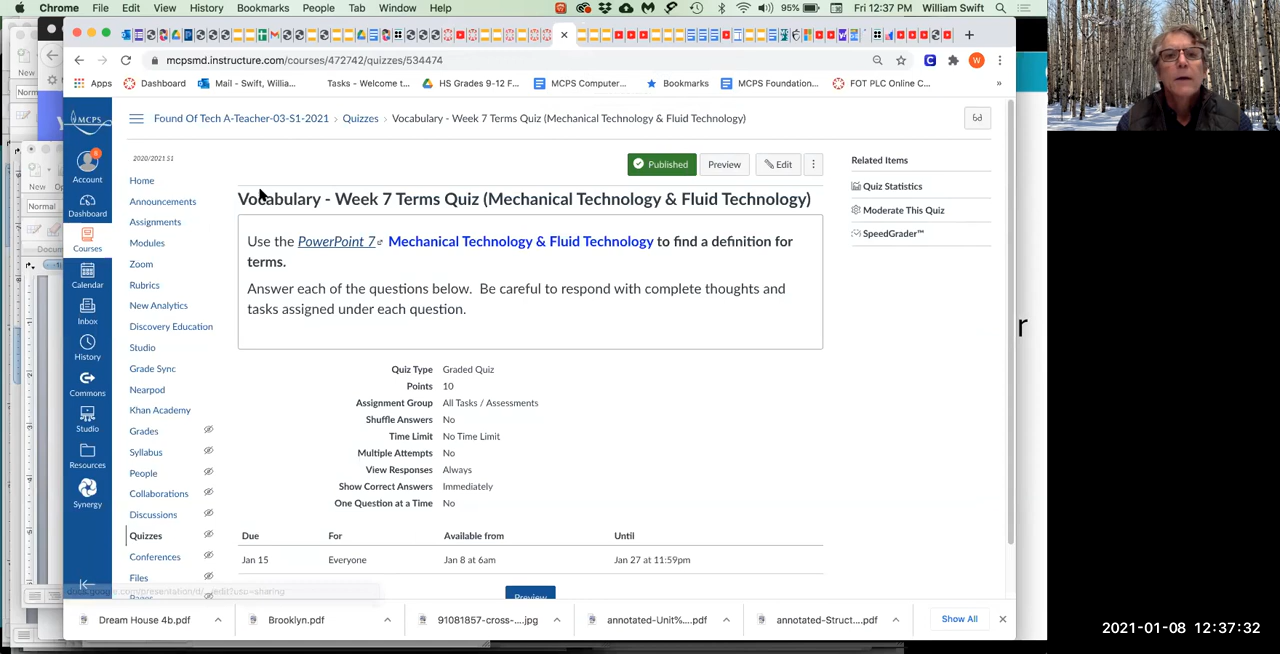 Chrome File Edit View History Bookmarks People Tab Window Help
95% Fri 12:37 PM William Swift
mcpsmd.instructure.com/courses/472742/quizzes/534474
Apps Dashboard Mail - Swift, Willia... Tasks - Welcome t... HS Grades 9-12 F... MCPS Computer... Bookmarks MCPS Foundation... FOT PLC Online C... »
MCPS
Account
Dashboard
Courses
Calendar
Inbox
History
Commons
Studio
Resources
Synergy
Found Of Tech A-Teacher-03-S1-2021 › Quizzes › Vocabulary - Week 7 Terms Quiz (Mechanical Technology & Fluid Technology)
2020/2021 S1
Home
Announcements
Assignments
Modules
Zoom
Rubrics
New Analytics
Discovery Education
Studio
Grade Sync
Nearpod
Khan Academy
Grades
Syllabus
People
Collaborations
Discussions
Quizzes
Conferences
Files
Pages
Published Preview Edit
Vocabulary - Week 7 Terms Quiz (Mechanical Technology & Fluid Technology)
Use the PowerPoint 7 Mechanical Technology & Fluid Technology to find a definition for
terms.
Answer each of the questions below. Be careful to respond with complete thoughts and
tasks assigned under each question.
Quiz Type Graded Quiz
Points 10
Assignment Group All Tasks / Assessments
Shuffle Answers No
Time Limit No Time Limit
Multiple Attempts No
View Responses Always
Show Correct Answers Immediately
One Question at a Time No
Due For Available from Until
Jan 15 Everyone Jan 8 at 6am Jan 27 at 11:59pm
Preview
Related Items
Quiz Statistics
Moderate This Quiz
SpeedGrader™
New
Norm
New
Normal
r
Dream House 4b.pdf Brooklyn.pdf 91081857-cross-....jpg annotated-Unit%....pdf annotated-Struct....pdf Show All
2021-01-08 12:37:32